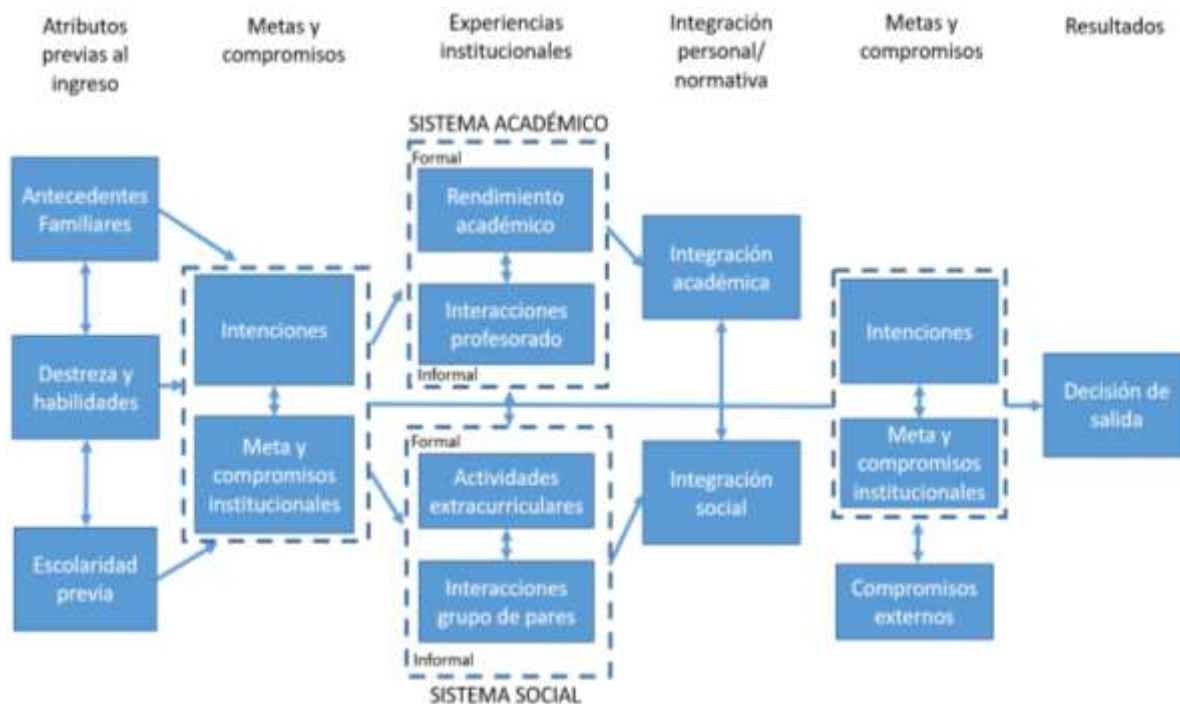 Atributos
previas al
ingreso
Metas y
compromisos
Experiencias
institucionales
Integración
personal/
normativa
Metas y
compromisos
Resultados
SISTEMA ACADÉMICO
Formal
Antecedentes
Familiares
Rendimiento
académico
Integración
académica
Intenciones
Interacciones
profesorado
Intenciones
Informal
Destreza y
habilidades
Decisión de
salida
Meta y
compromisos
institucionales
Formal
Actividades
extracurriculares
Integración
social
Meta y
compromisos
institucionales
Escolaridad
previa
Interacciones
grupo de pares
Compromisos
externos
Informal
SISTEMA SOCIAL